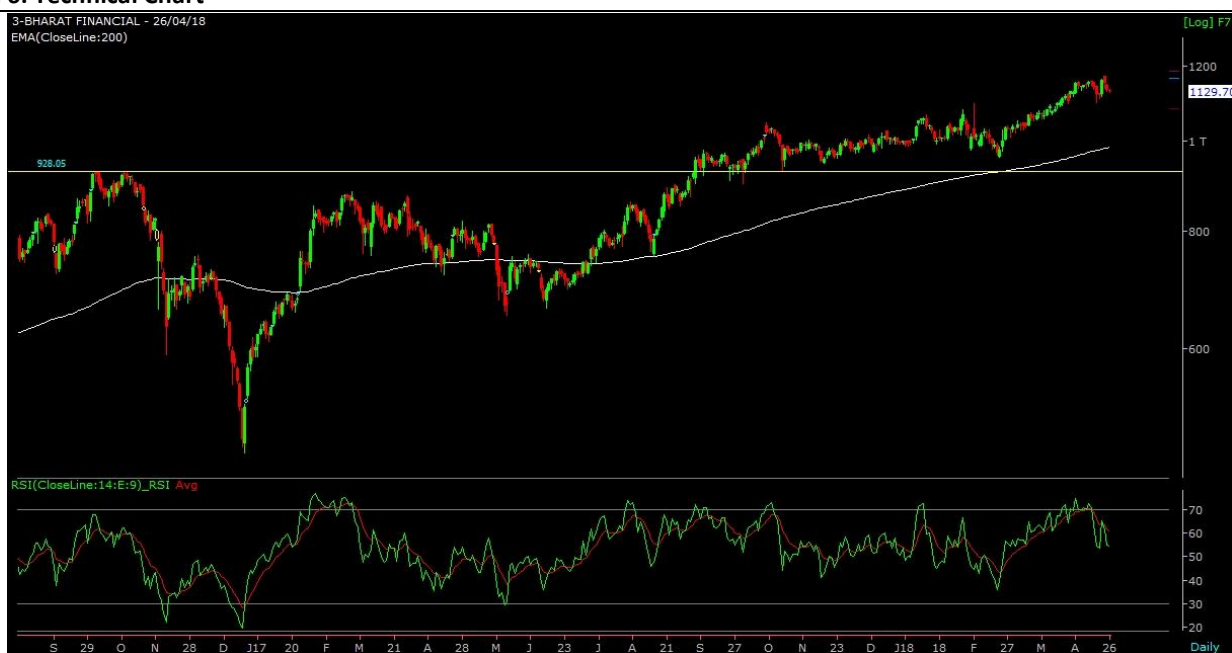 3-BHARAT FINANCIAL - 26/04/18
[Log] F7
EMA(CloseLine:200)
1200
1129.70
1 T
928.05
800
600
RSI(CloseLine:14:E:9)_RSI Avg
70
60
50
40
30
20
S 29 O N 28 D J17 20 F M 21 A 28 M J 23 J A 21 S 27 O N 23 D J18 18 F 27 M A 26
Daily